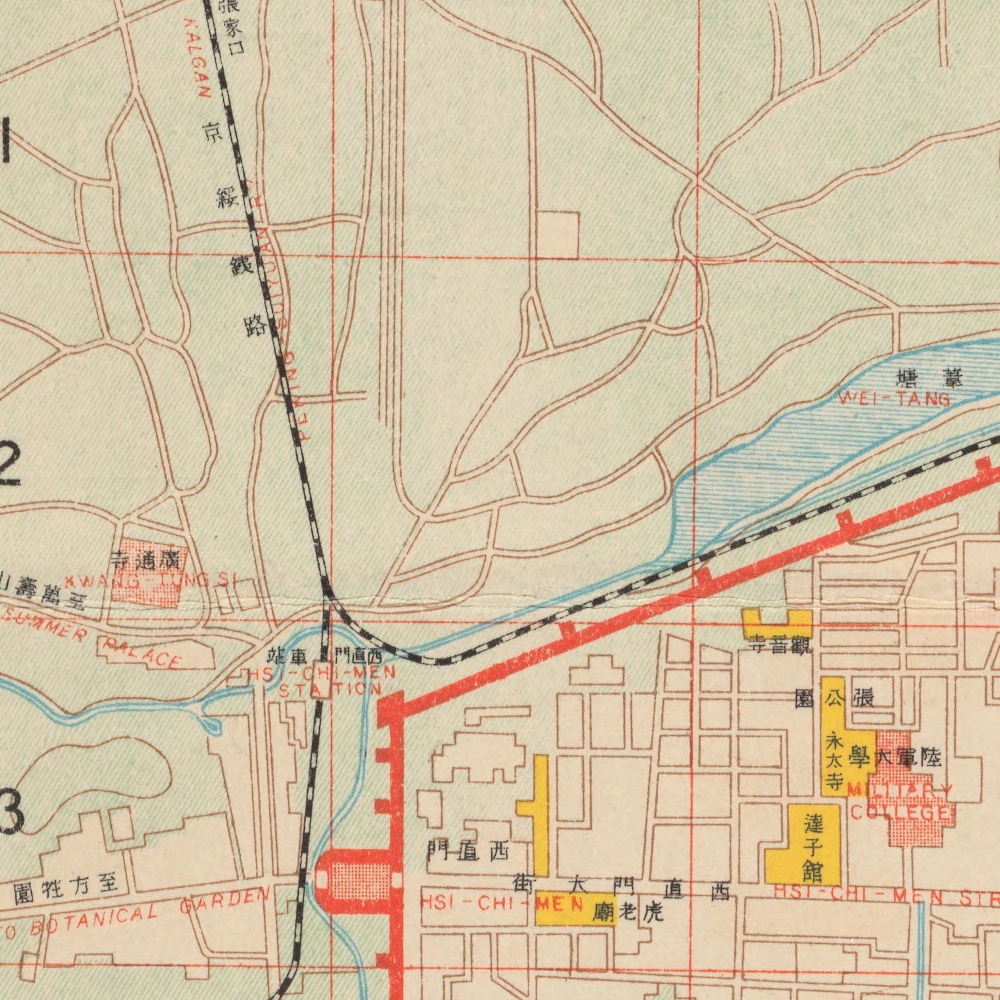 張家口
KALGAN
1
京綏鉄路
PEKING-SUIYUAN RY
葦塘
WEI-TANG
2
廣通寺
KWANG TUNG SI
至萬壽山
SUMMER PALACE
西直門車站
HSI-CHI-MEN
STATION
觀音寺
張公園
永太寺
陸軍大學
MILITARY
COLLEGE
3
達子館
西直門
西直門大街
HSI-CHI-MEN
HSI-CHI-MEN STE
虎老廟
至方牲園
TO BOTANICAL GARDEN